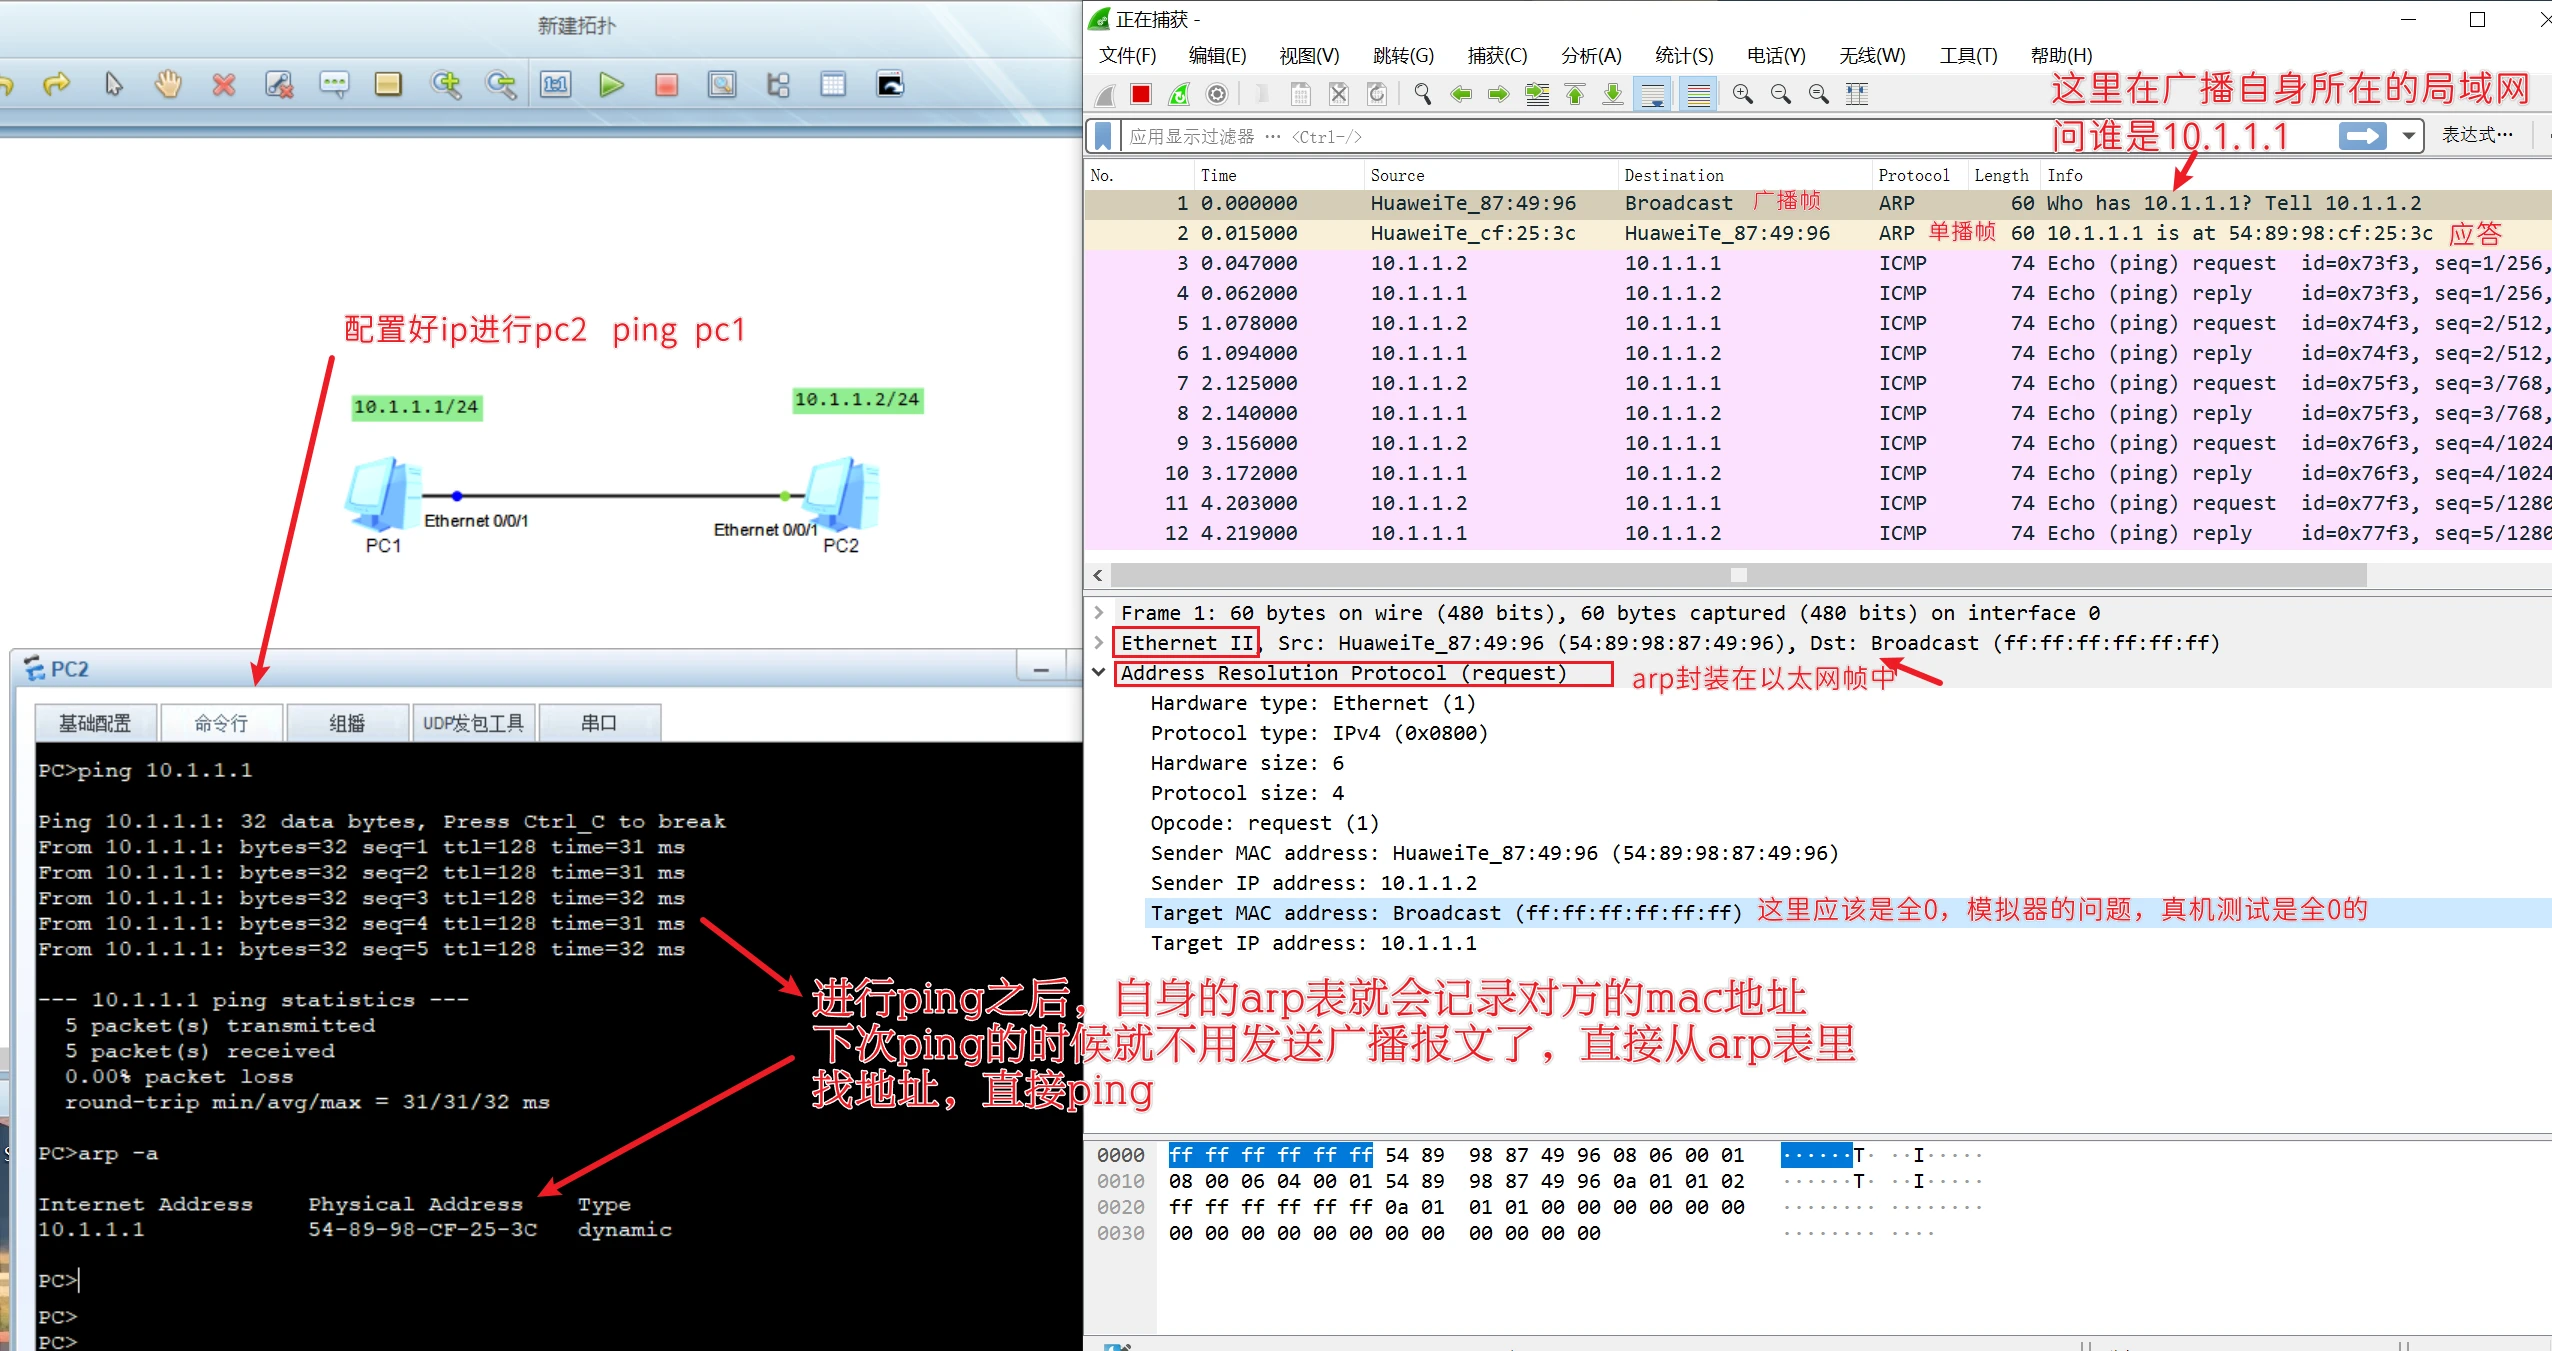 新建拓扑
配置好ip进行pc2 ping pc1
10.1.1.1/24
10.1.1.2/24
Ethernet 0/0/1
Ethernet 0/0/1
PC1
PC2
PC2
基础配置 命令行 组播 UDP发包工具 串口
PC>ping 10.1.1.1
Ping 10.1.1.1: 32 data bytes, Press Ctrl_C to break
From 10.1.1.1: bytes=32 seq=1 ttl=128 time=31 ms
From 10.1.1.1: bytes=32 seq=2 ttl=128 time=31 ms
From 10.1.1.1: bytes=32 seq=3 ttl=128 time=32 ms
From 10.1.1.1: bytes=32 seq=4 ttl=128 time=31 ms
From 10.1.1.1: bytes=32 seq=5 ttl=128 time=32 ms
--- 10.1.1.1 ping statistics ---
5 packet(s) transmitted
5 packet(s) received
0.00% packet loss
round-trip min/avg/max = 31/31/32 ms
PC>arp -a
Internet Address Physical Address Type
10.1.1.1 54-89-98-CF-25-3C dynamic
PC>
PC>
PC>
进行ping之后，自身的arp表就会记录对方的mac地址
下次ping的时候就不用发送广播报文了，直接从arp表里
找地址，直接ping
正在捕获 -
文件(F) 编辑(E) 视图(V) 跳转(G) 捕获(C) 分析(A) 统计(S) 电话(Y) 无线(W) 工具(T) 帮助(H)
这里在广播自身所在的局域网
问谁是10.1.1.1
应用显示过滤器 … <Ctrl-/>
表达式…
No. Time Source Destination Protocol Length Info
1 0.000000 HuaweiTe_87:49:96 Broadcast 广播帧 ARP 60 Who has 10.1.1.1? Tell 10.1.1.2
2 0.015000 HuaweiTe_cf:25:3c HuaweiTe_87:49:96 ARP 单播帧 60 10.1.1.1 is at 54:89:98:cf:25:3c 应答
3 0.047000 10.1.1.2 10.1.1.1 ICMP 74 Echo (ping) request id=0x73f3, seq=1/256,
4 0.062000 10.1.1.1 10.1.1.2 ICMP 74 Echo (ping) reply id=0x73f3, seq=1/256,
5 1.078000 10.1.1.2 10.1.1.1 ICMP 74 Echo (ping) request id=0x74f3, seq=2/512,
6 1.094000 10.1.1.1 10.1.1.2 ICMP 74 Echo (ping) reply id=0x74f3, seq=2/512,
7 2.125000 10.1.1.2 10.1.1.1 ICMP 74 Echo (ping) request id=0x75f3, seq=3/768,
8 2.140000 10.1.1.1 10.1.1.2 ICMP 74 Echo (ping) reply id=0x75f3, seq=3/768,
9 3.156000 10.1.1.2 10.1.1.1 ICMP 74 Echo (ping) request id=0x76f3, seq=4/1024
10 3.172000 10.1.1.1 10.1.1.2 ICMP 74 Echo (ping) reply id=0x76f3, seq=4/1024
11 4.203000 10.1.1.2 10.1.1.1 ICMP 74 Echo (ping) request id=0x77f3, seq=5/1280
12 4.219000 10.1.1.1 10.1.1.2 ICMP 74 Echo (ping) reply id=0x77f3, seq=5/1280
Frame 1: 60 bytes on wire (480 bits), 60 bytes captured (480 bits) on interface 0
Ethernet II, Src: HuaweiTe_87:49:96 (54:89:98:87:49:96), Dst: Broadcast (ff:ff:ff:ff:ff:ff)
Address Resolution Protocol (request) arp封装在以太网帧中
Hardware type: Ethernet (1)
Protocol type: IPv4 (0x0800)
Hardware size: 6
Protocol size: 4
Opcode: request (1)
Sender MAC address: HuaweiTe_87:49:96 (54:89:98:87:49:96)
Sender IP address: 10.1.1.2
Target MAC address: Broadcast (ff:ff:ff:ff:ff:ff) 这里应该是全0，模拟器的问题，真机测试是全0的
Target IP address: 10.1.1.1
0000 ff ff ff ff ff ff 54 89 98 87 49 96 08 06 00 01 ······T· ··I·····
0010 08 00 06 04 00 01 54 89 98 87 49 96 0a 01 01 02 ······T· ··I·····
0020 ff ff ff ff ff ff 0a 01 01 01 00 00 00 00 00 00 ········ ········
0030 00 00 00 00 00 00 00 00 00 00 00 00 ········ ····